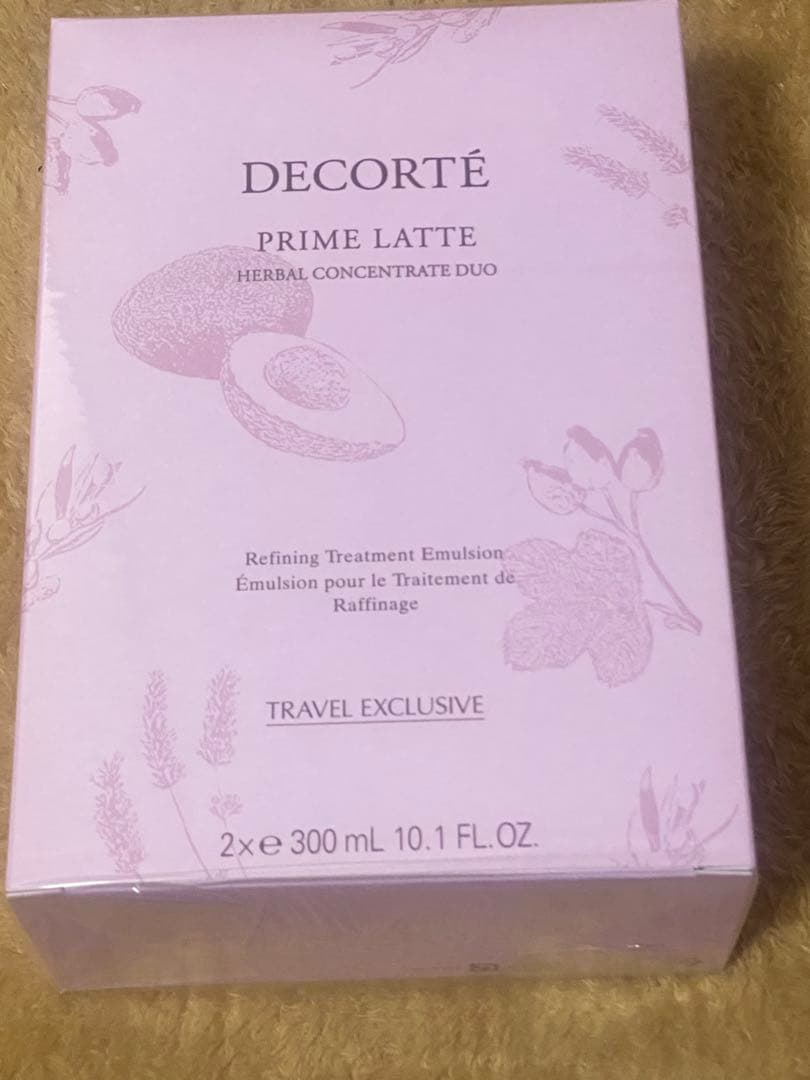 DECORTÉ
PRIME LATTE
HERBAL CONCENTRATE DUO
Refining Treatment Emulsion
Émulsion pour le Traitement de
Raffinage
TRAVEL EXCLUSIVE
2x℮ 300 mL 10.1 FL.OZ.